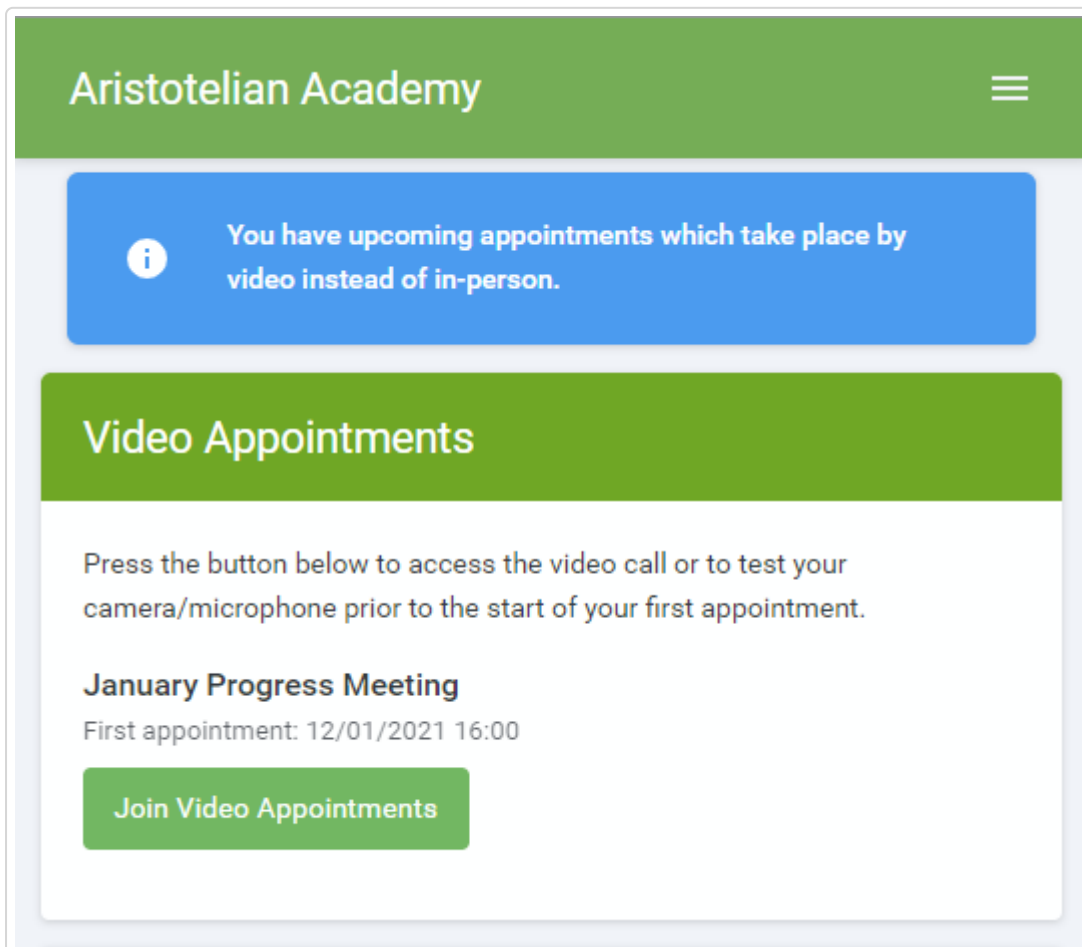 Aristotelian Academy
You have upcoming appointments which take place by
video instead of in-person.
Video Appointments
Press the button below to access the video call or to test your
camera/microphone prior to the start of your first appointment.
January Progress Meeting
First appointment: 12/01/2021 16:00
Join Video Appointments